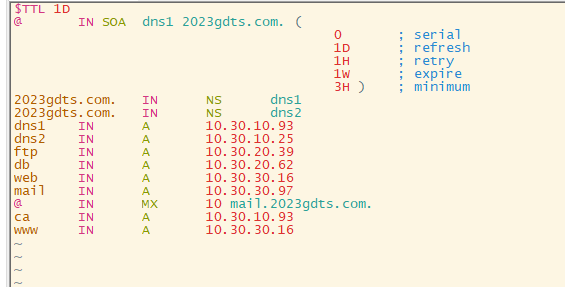 $TTL 1D
@ IN SOA dns1 2023gdts.com. (
0 ; serial
1D ; refresh
1H ; retry
1W ; expire
3H ) ; minimum
2023gdts.com. IN NS dns1
2023gdts.com. IN NS dns2
dns1 IN A 10.30.10.93
dns2 IN A 10.30.10.25
ftp IN A 10.30.20.39
db IN A 10.30.20.62
web IN A 10.30.30.16
mail IN A 10.30.30.97
@ IN MX 10 mail.2023gdts.com.
ca IN A 10.30.10.93
www IN A 10.30.30.16
~
~
~
~